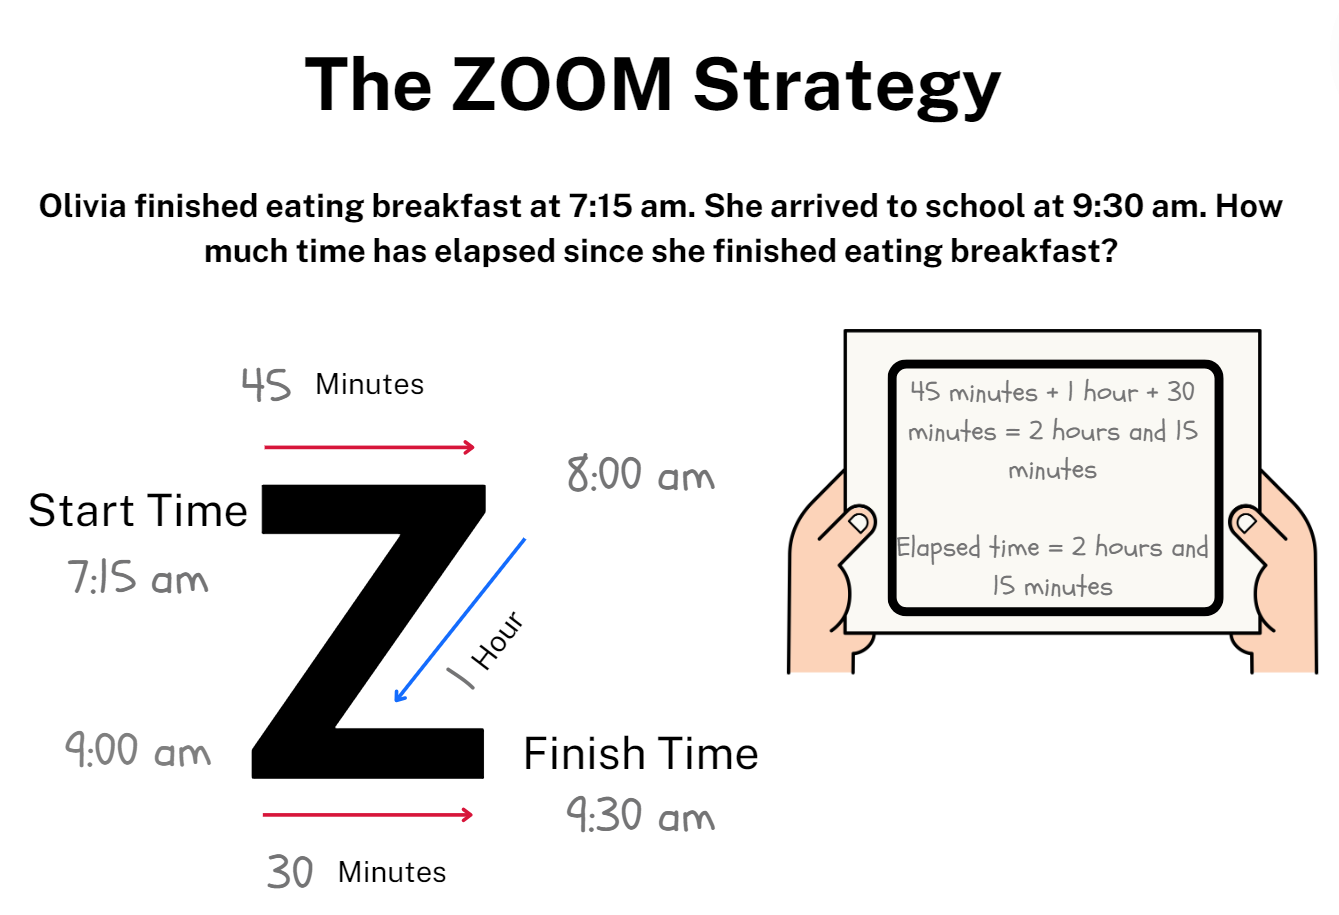 The ZOOM Strategy
Olivia finished eating breakfast at 7:15 am. She arrived to school at 9:30 am. How
much time has elapsed since she finished eating breakfast?
45 Minutes
8:00 am
Start Time
7:15 am
1 Hour
9:00 am
Finish Time
9:30 am
30 Minutes
45 minutes + 1 hour + 30
minutes = 2 hours and 15
minutes
Elapsed time = 2 hours and
15 minutes